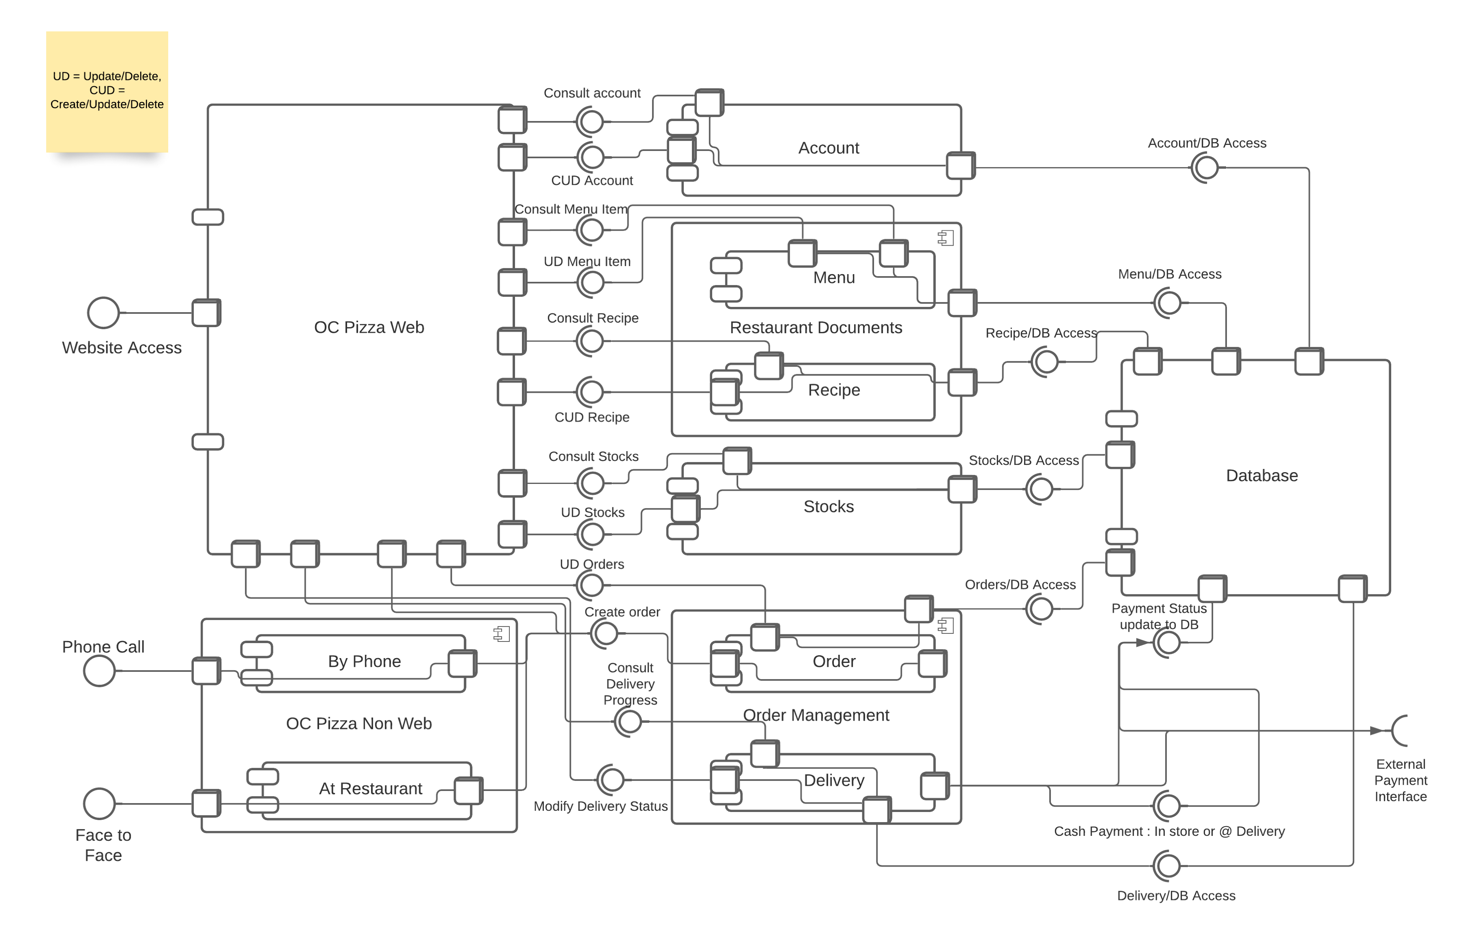 UD = Update/Delete,
CUD =
Create/Update/Delete
Consult account
Account
Account/DB Access
CUD Account
Consult Menu Item
UD Menu Item
Menu
Menu/DB Access
Website Access
OC Pizza Web
Consult Recipe
Restaurant Documents
Recipe/DB Access
Recipe
CUD Recipe
Consult Stocks
Stocks/DB Access
Database
UD Stocks
Stocks
UD Orders
Orders/DB Access
Create order
Payment Status
update to DB
Phone Call
By Phone
Order
Consult
Delivery
Progress
OC Pizza Non Web
Order Management
External
Payment
Interface
At Restaurant
Delivery
Modify Delivery Status
Face to
Face
Cash Payment : In store or @ Delivery
Delivery/DB Access